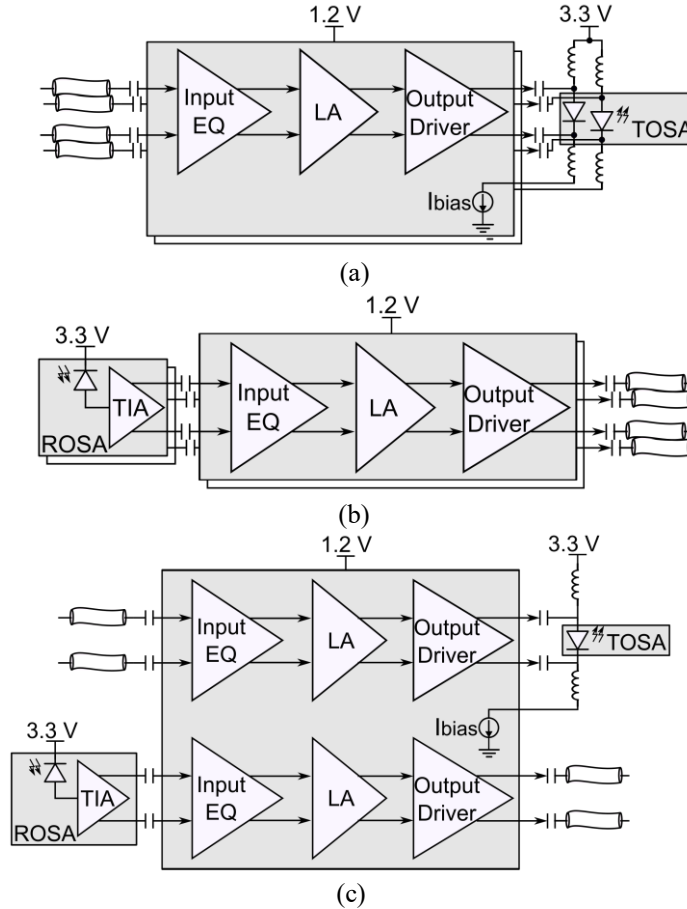 1.2 V
3.3 V
Input
EQ
LA
Output
Driver
TOSA
Ibias
(a)
1.2 V
3.3 V
Input
EQ
LA
Output
Driver
TIA
ROSA
(b)
1.2 V
3.3 V
Input
EQ
LA
Output
Driver
TOSA
Ibias
3.3 V
Input
EQ
LA
Output
Driver
TIA
ROSA
(c)